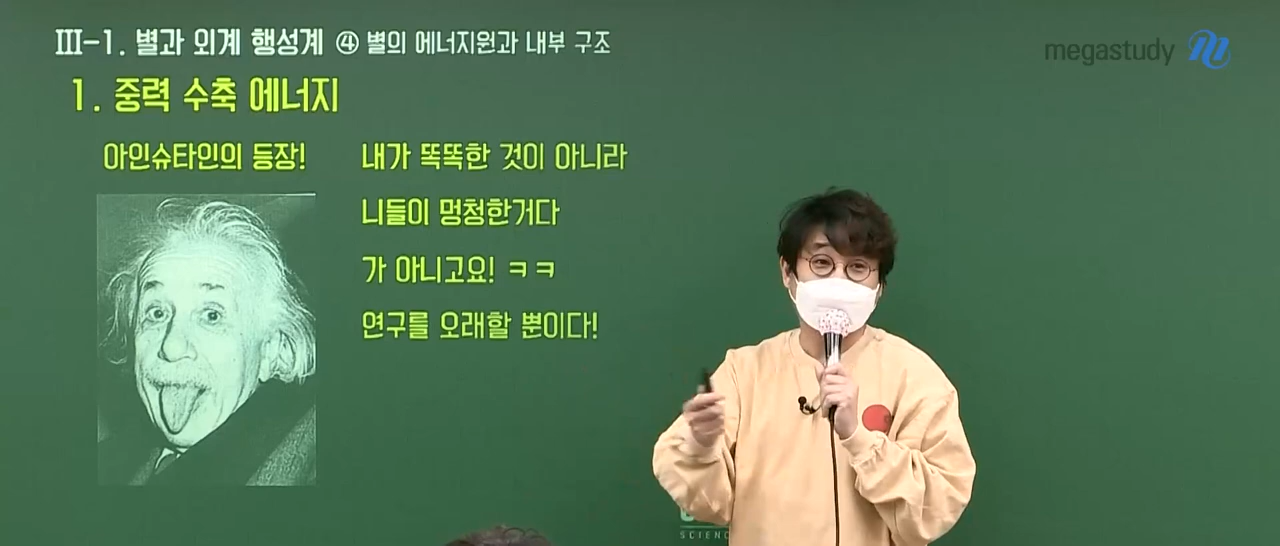 Ⅲ-1. 별과 외계 행성계 ④ 별의 에너지원과 내부 구조
megastudy
1. 중력 수축 에너지
아인슈타인의 등장!
내가 똑똑한 것이 아니라
니들이 멍청한거다
가 아니고요! ㅋㅋ
연구를 오래할 뿐이다!